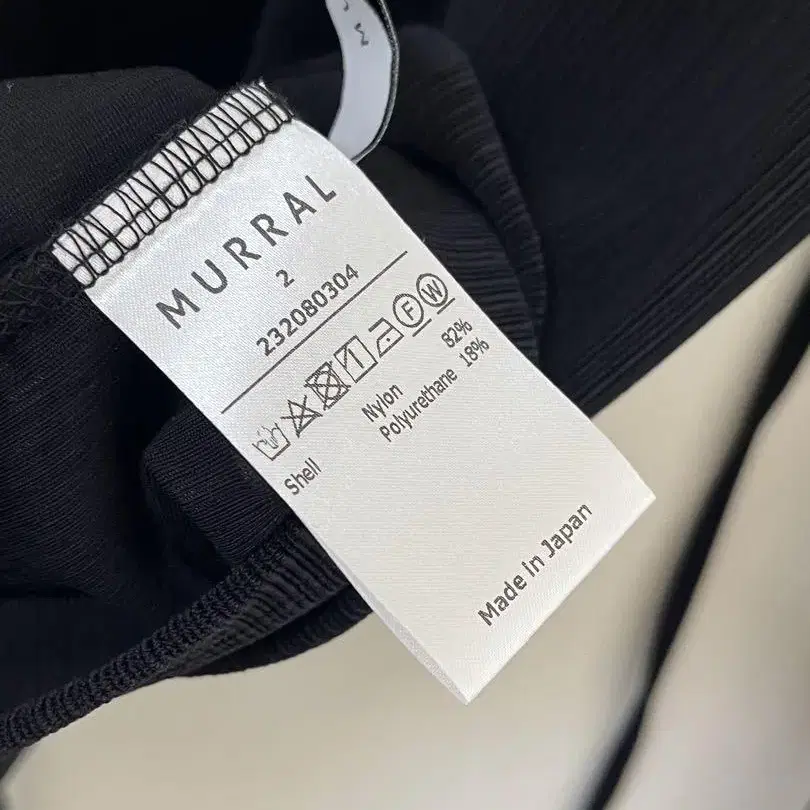 M
MURRAL
2
232080304
F W
Shell
Nylon 82%
Polyurethane 18%
Made in Japan